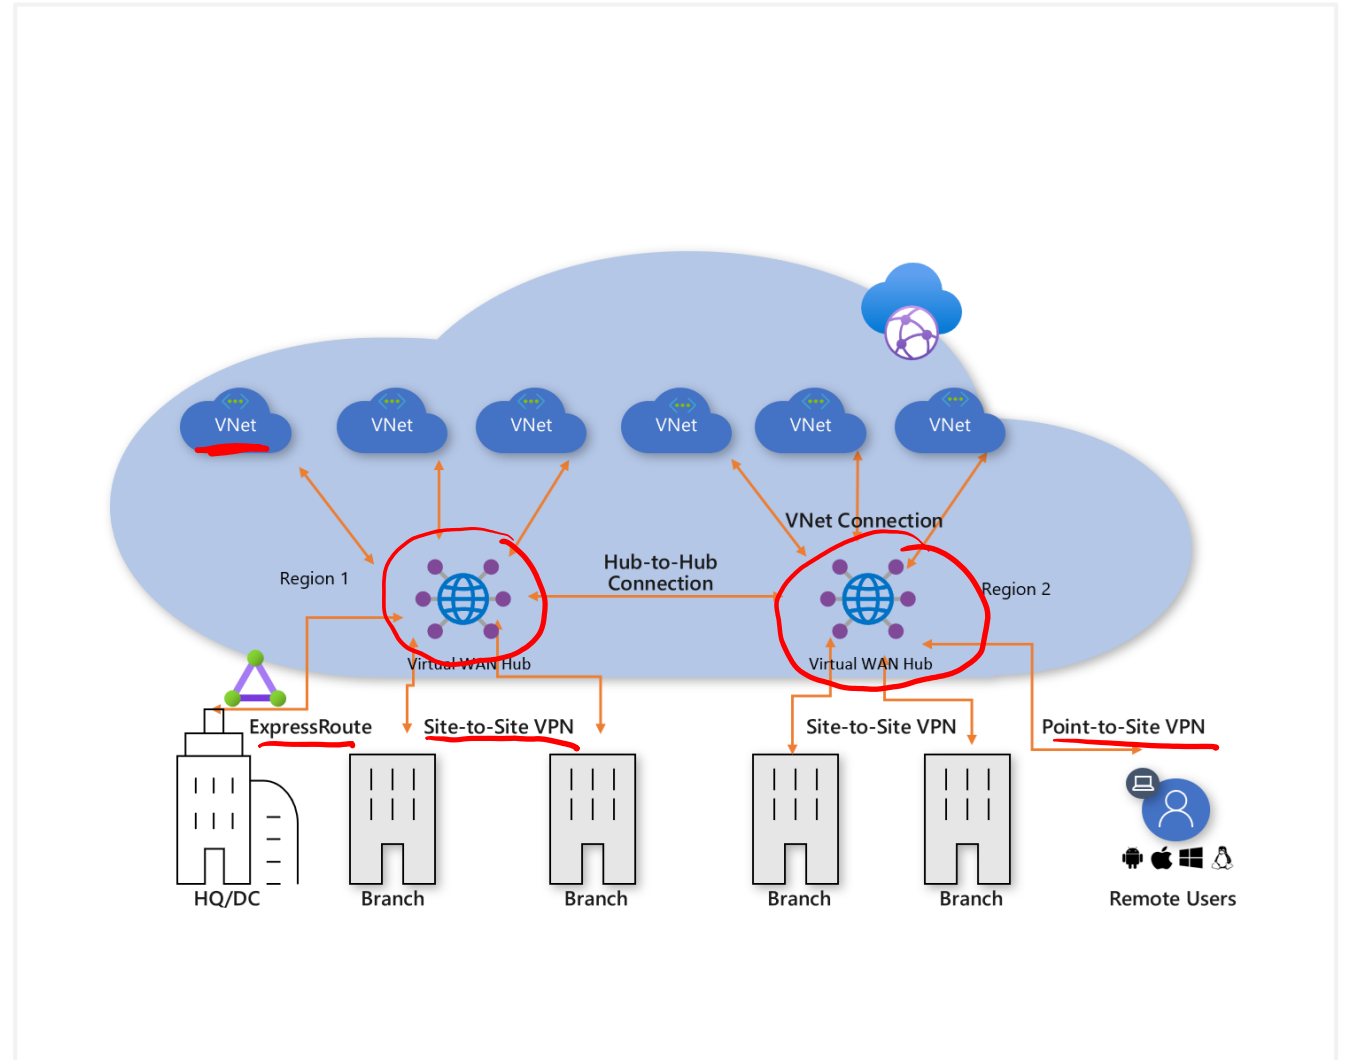 VNet
VNet
VNet
VNet
VNet
VNet
VNet Connection
Hub-to-Hub
Connection
Region 1
Region 2
Virtual WAN Hub
Virtual WAN Hub
ExpressRoute
Site-to-Site VPN
Site-to-Site VPN
Point-to-Site VPN
HQ/DC
Branch
Branch
Branch
Branch
Remote Users